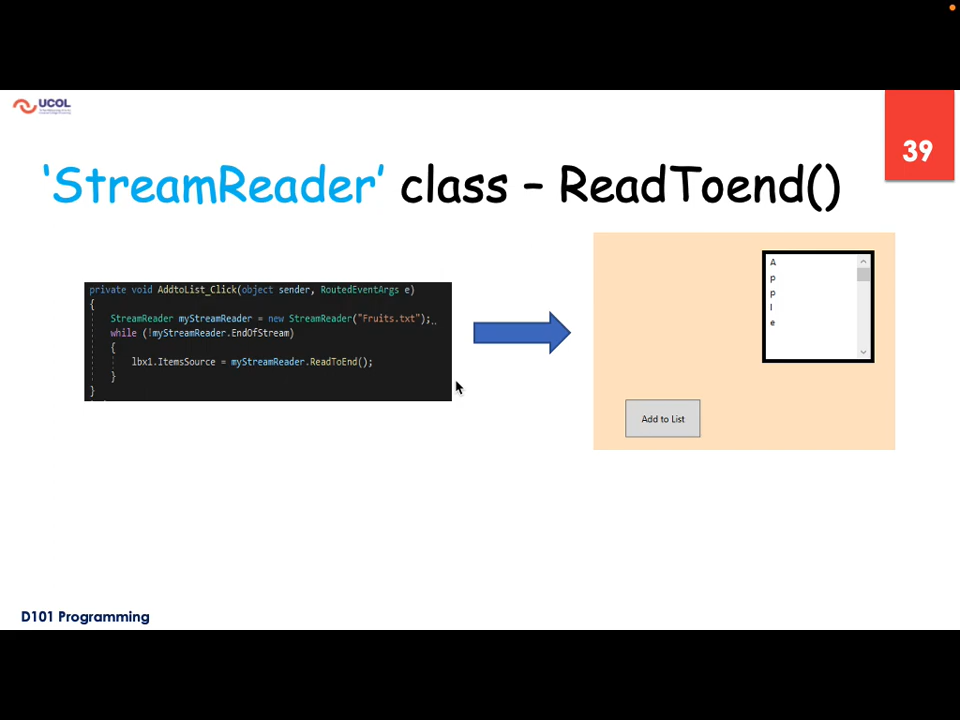 UCOL
39
‘StreamReader’ class – ReadToend()
private void AddtoList_Click(object sender, RoutedEventArgs e)
{
StreamReader myStreamReader = new StreamReader("Fruits.txt");
while (!myStreamReader.EndOfStream)
{
lbx1.ItemsSource = myStreamReader.ReadToEnd();
}
}
A
p
p
l
e
Add to List
D101 Programming